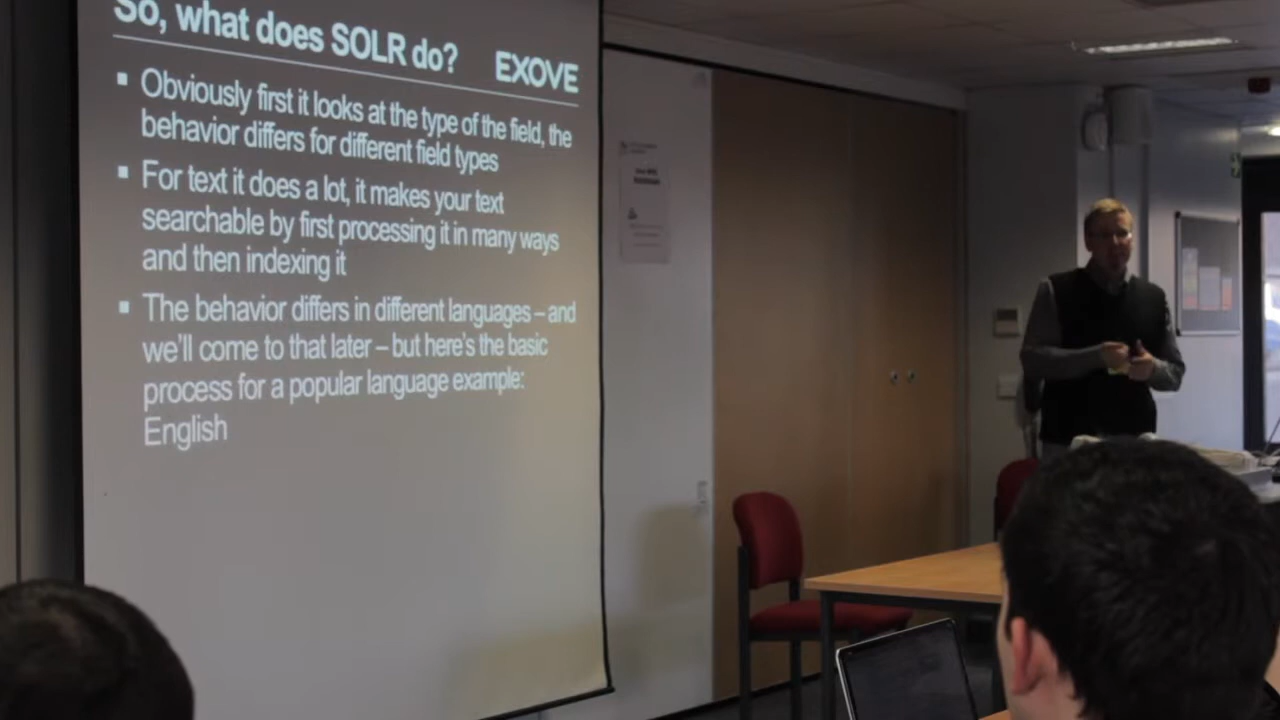 So, what does SOLR do?
EXOVE
Obviously first it looks at the type of the field, the
behavior differs for different field types
For text it does a lot, it makes your text
searchable by first processing it in many ways
and then indexing it
The behavior differs in different languages – and
we'll come to that later – but here's the basic
process for a popular language example:
English